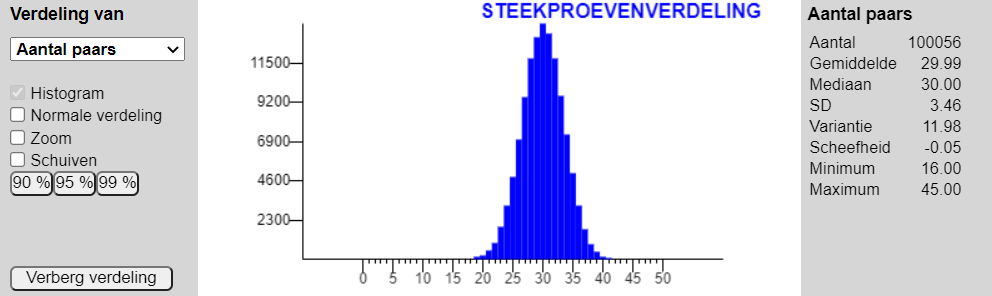 Verdeling van
Aantal paars
Histogram
Normale verdeling
Zoom
Schuiven
90 % 95 % 99 %
Verberg verdeling
STEEKPROEVENVERDELING
11500
9200
6900
4600
2300
0 5 10 15 20 25 30 35 40 45 50
Aantal paars
Aantal 100056
Gemiddelde 29.99
Mediaan 30.00
SD 3.46
Variantie 11.98
Scheefheid -0.05
Minimum 16.00
Maximum 45.00